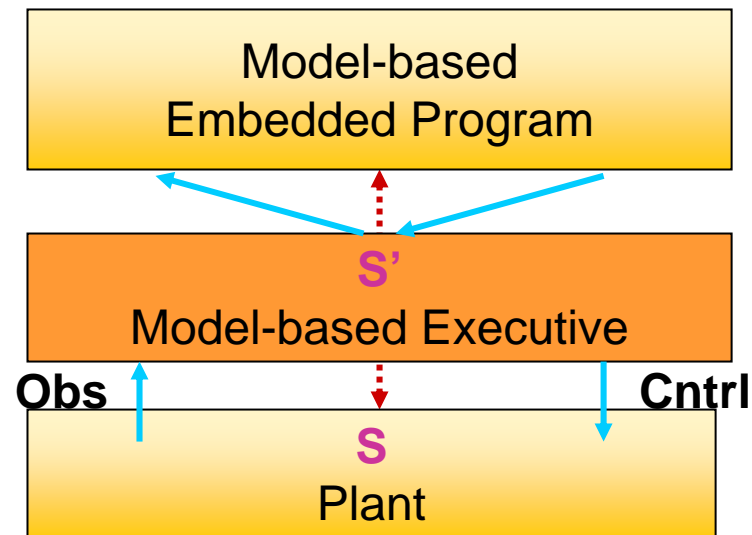 Model-based
Embedded Program
S’
Model-based Executive
Obs
Cntrl
S
Plant